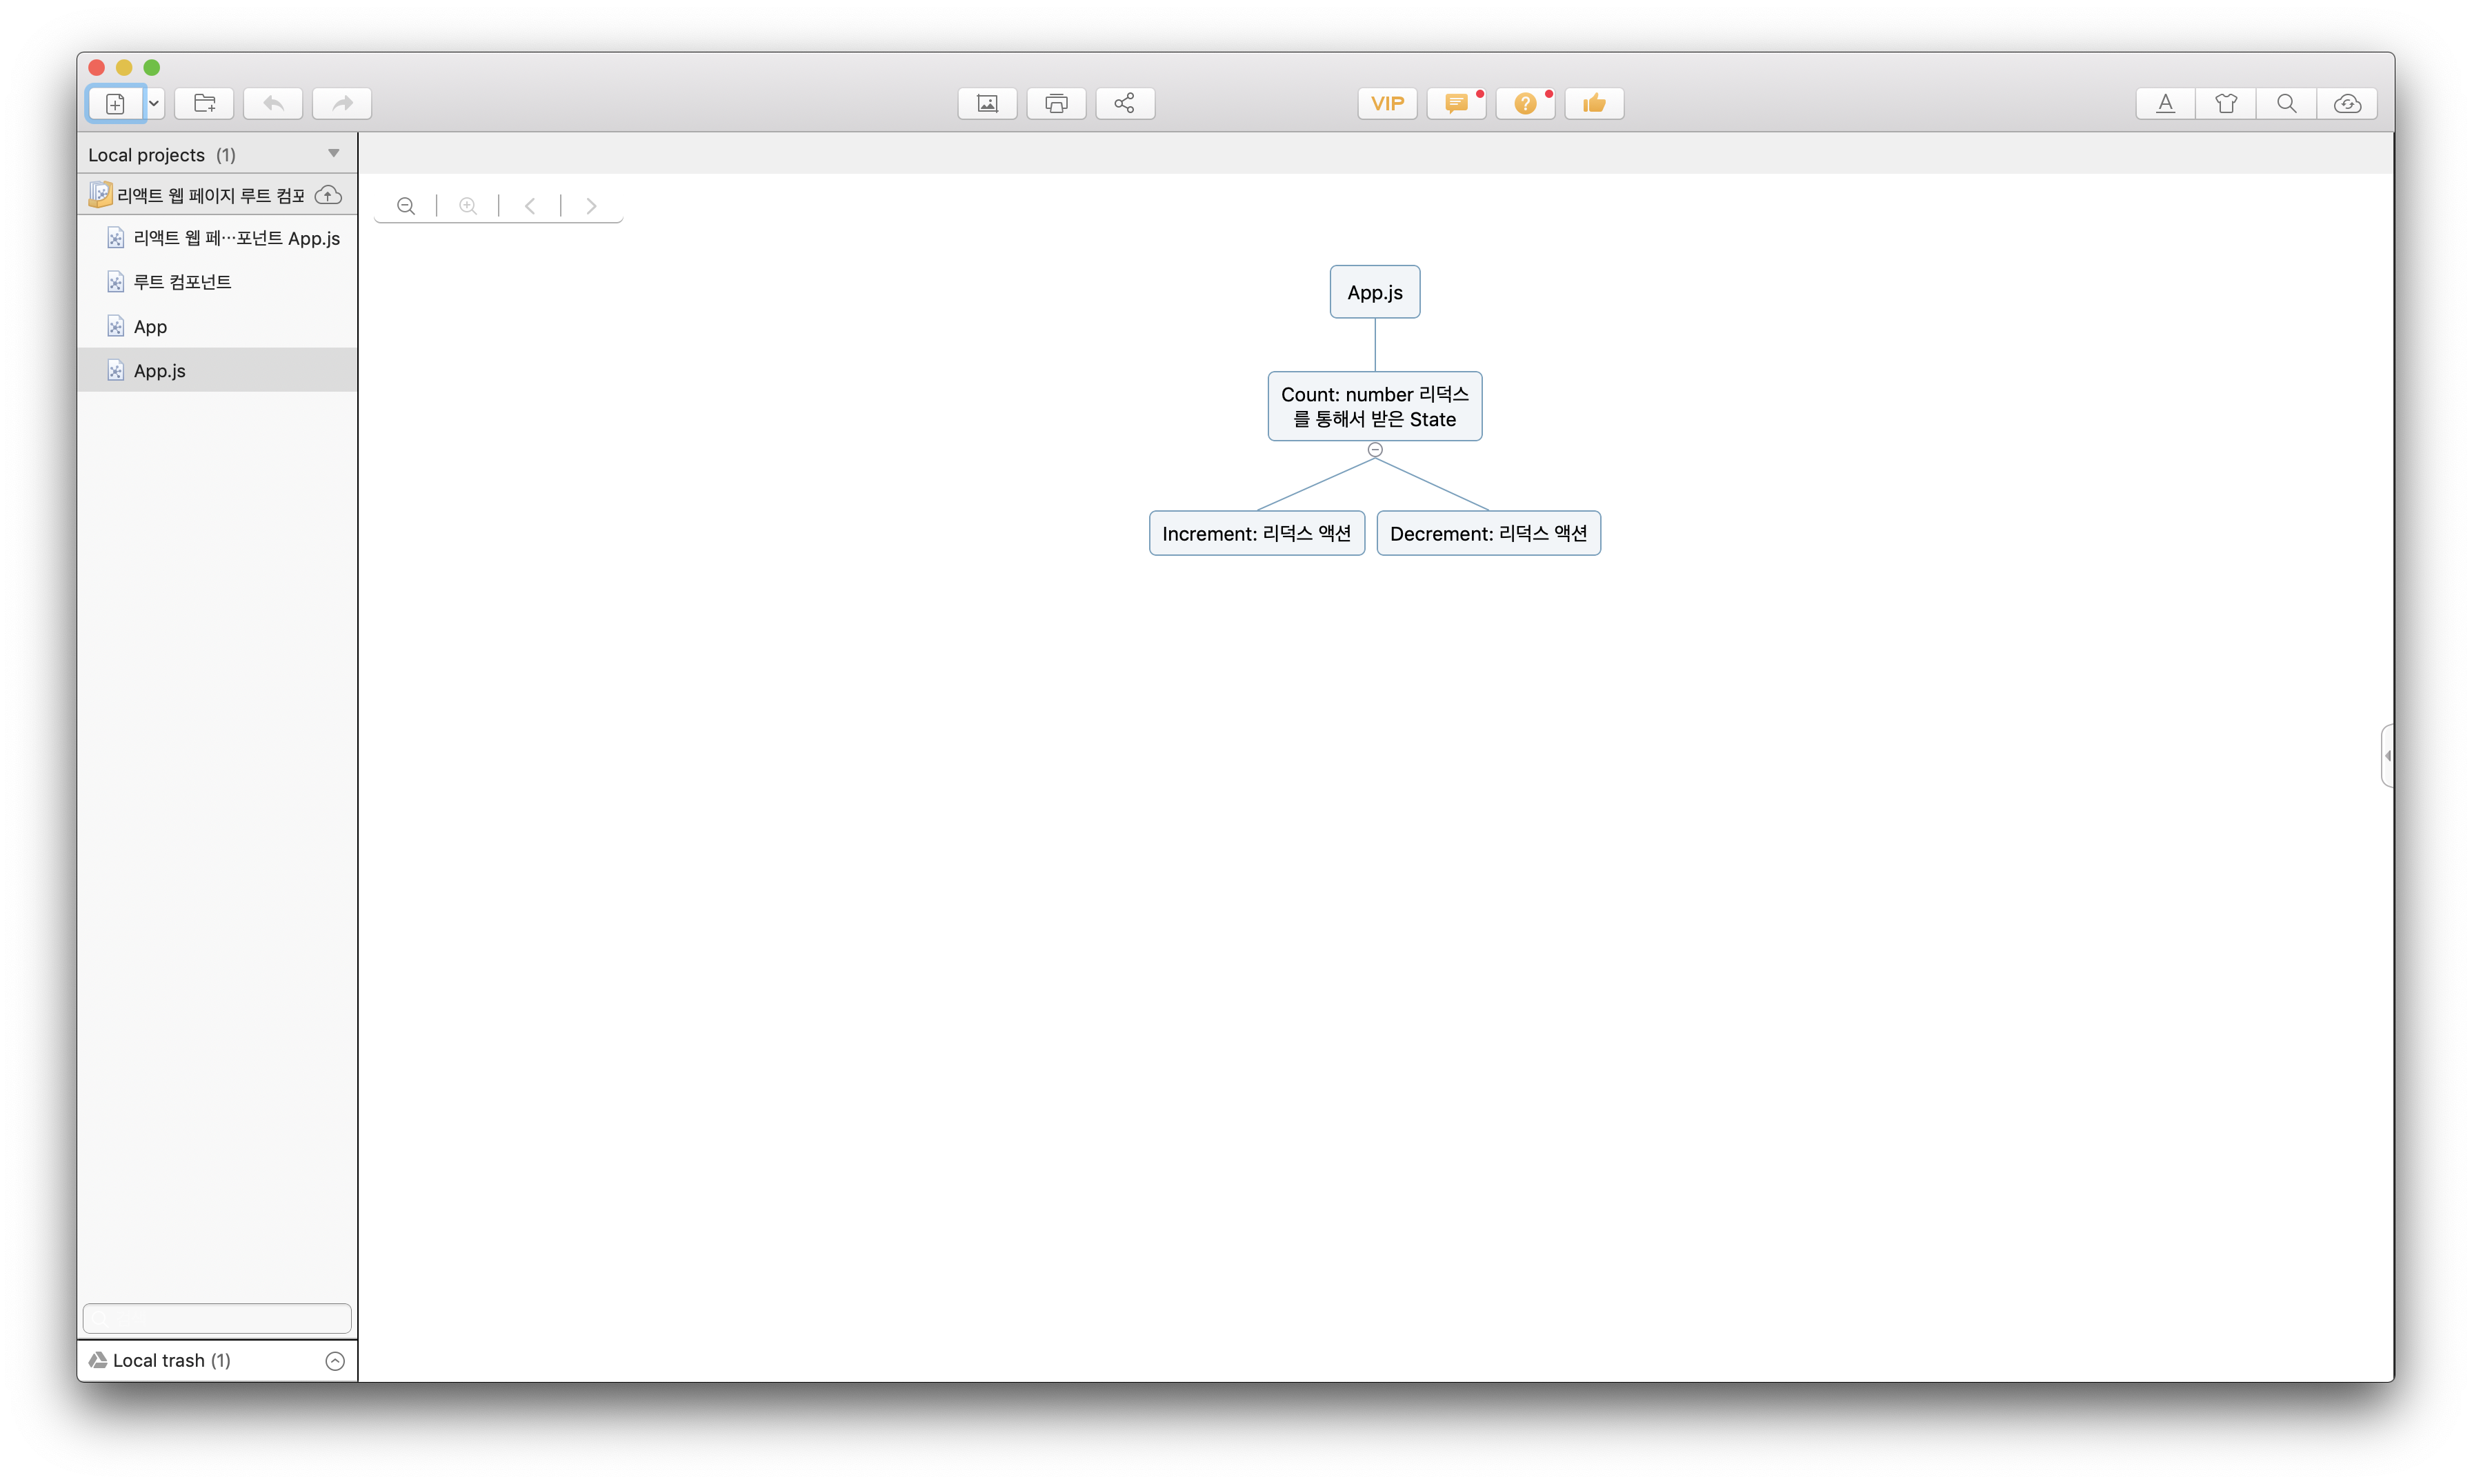 VIP
Local projects (1)
리액트 웹 페이지 루트 컴포
리액트 웹 페…포넌트 App.js
루트 컴포넌트
App
App.js
App.js
Count: number 리덕스
를 통해서 받은 State
Increment: 리덕스 액션
Decrement: 리덕스 액션
Local trash (1)